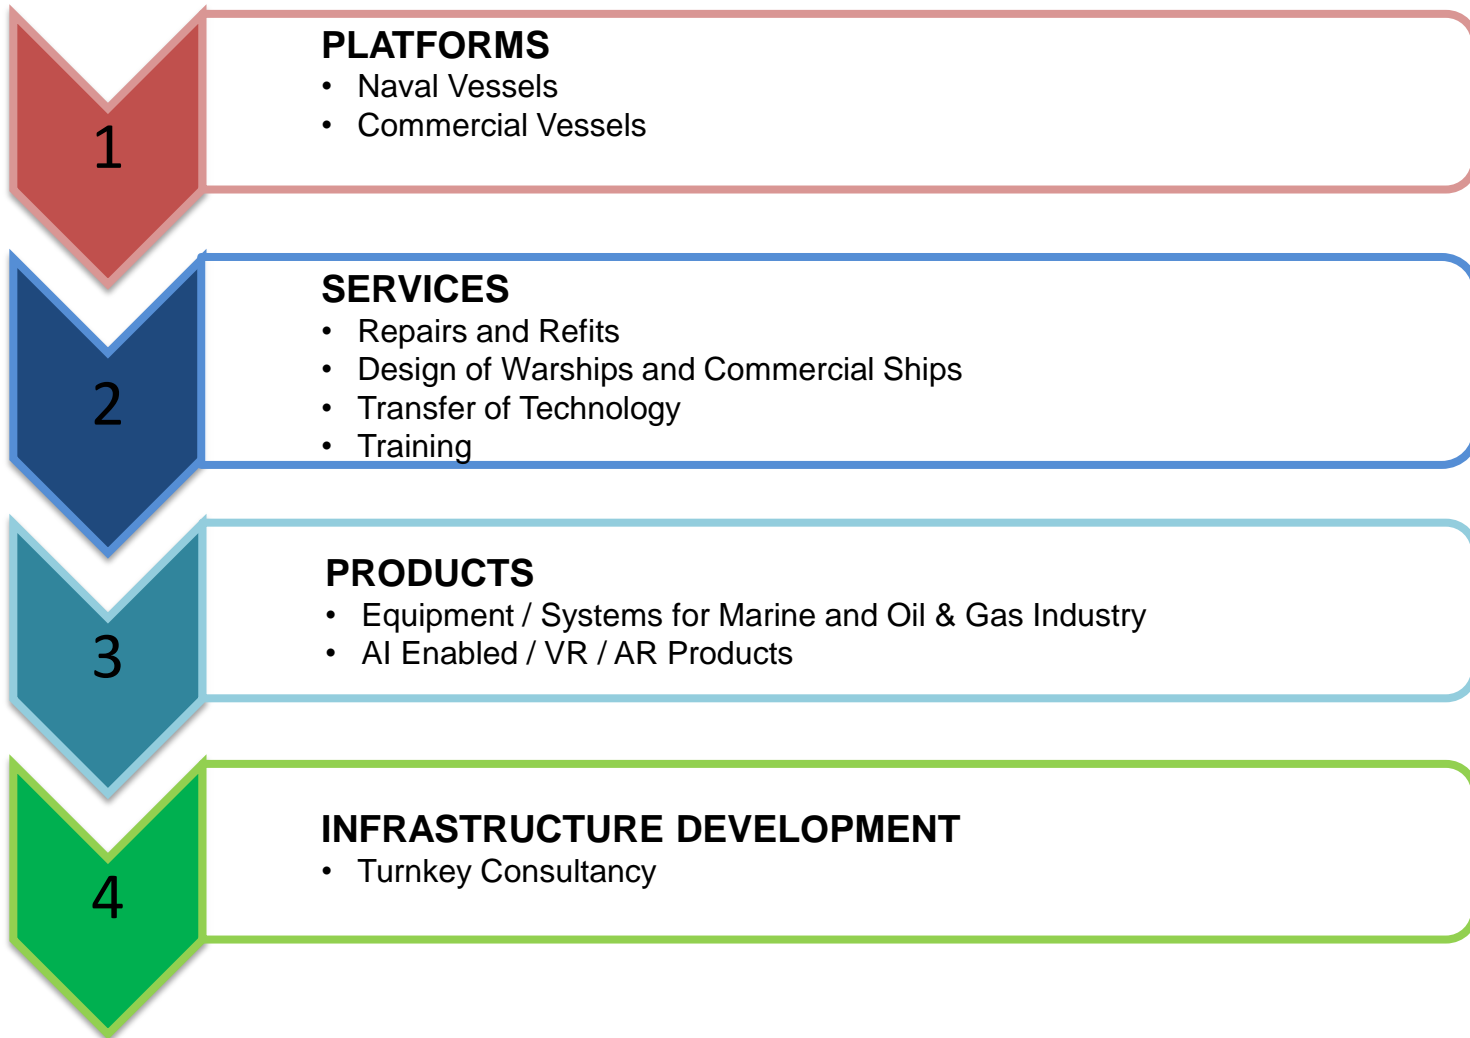 1
PLATFORMS
• Naval Vessels
• Commercial Vessels
2
SERVICES
• Repairs and Refits
• Design of Warships and Commercial Ships
• Transfer of Technology
• Training
3
PRODUCTS
• Equipment / Systems for Marine and Oil & Gas Industry
• AI Enabled / VR / AR Products
4
INFRASTRUCTURE DEVELOPMENT
• Turnkey Consultancy